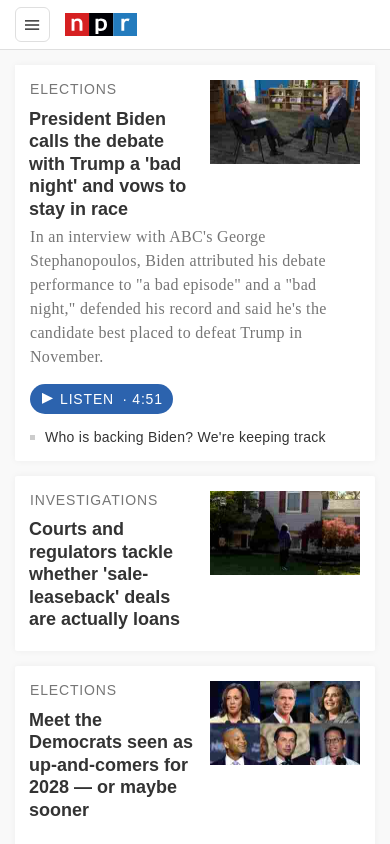 npr
ELECTIONS
President Biden
calls the debate
with Trump a 'bad
night' and vows to
stay in race
In an interview with ABC's George
Stephanopoulos, Biden attributed his debate
performance to "a bad episode" and a "bad
night," defended his record and said he's the
candidate best placed to defeat Trump in
November.
LISTEN · 4:51
Who is backing Biden? We're keeping track
INVESTIGATIONS
Courts and
regulators tackle
whether 'sale-
leaseback' deals
are actually loans
ELECTIONS
Meet the
Democrats seen as
up-and-comers for
2028 — or maybe
sooner